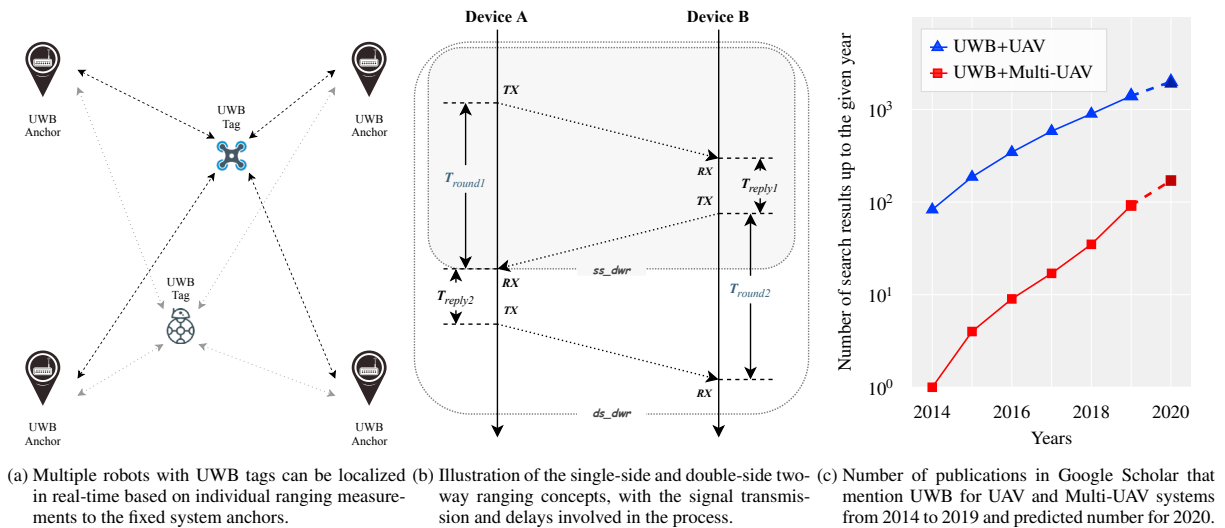 UWB
Anchor
UWB
Anchor
UWB
Tag
UWB
Tag
UWB
Anchor
UWB
Anchor
Device A
Device B
TX
RX
T_round1
T_reply1
TX
ss_dwr
RX
T_reply2
T_round2
TX
RX
ds_dwr
UWB+UAV
UWB+Multi-UAV
Number of search results up to the given year
10^3
10^2
10^1
10^0
2014
2016
2018
2020
Years
(a) Multiple robots with UWB tags can be localized
in real-time based on individual ranging measure-
ments to the fixed system anchors.
(b) Illustration of the single-side and double-side two-
way ranging concepts, with the signal transmis-
sion and delays involved in the process.
(c) Number of publications in Google Scholar that
mention UWB for UAV and Multi-UAV systems
from 2014 to 2019 and predicted number for 2020.